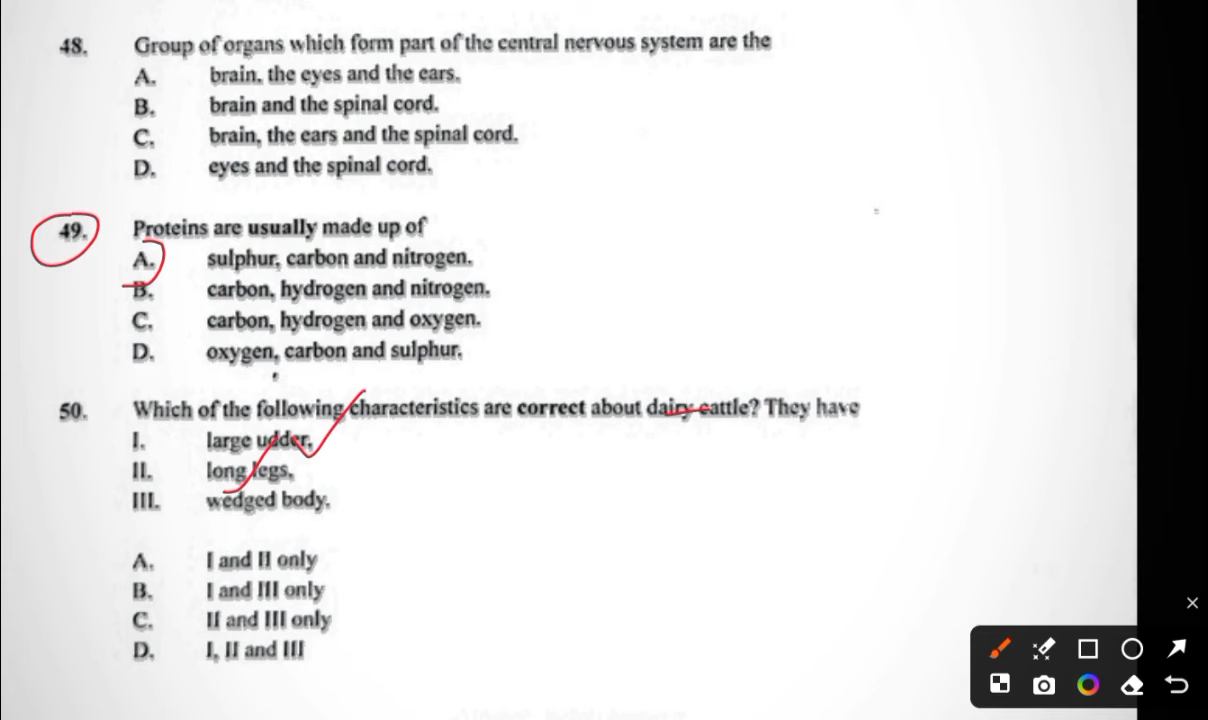 48. Group of organs which form part of the central nervous system are the
A. brain, the eyes and the ears.
B. brain and the spinal cord.
C. brain, the ears and the spinal cord.
D. eyes and the spinal cord.
49. Proteins are usually made up of
A. sulphur, carbon and nitrogen.
B. carbon, hydrogen and nitrogen.
C. carbon, hydrogen and oxygen.
D. oxygen, carbon and sulphur.
50. Which of the following characteristics are correct about dairy cattle? They have
I. large udder,
II. long legs,
III. wedged body.
A. I and II only
B. I and III only
C. II and III only
D. I, II and III